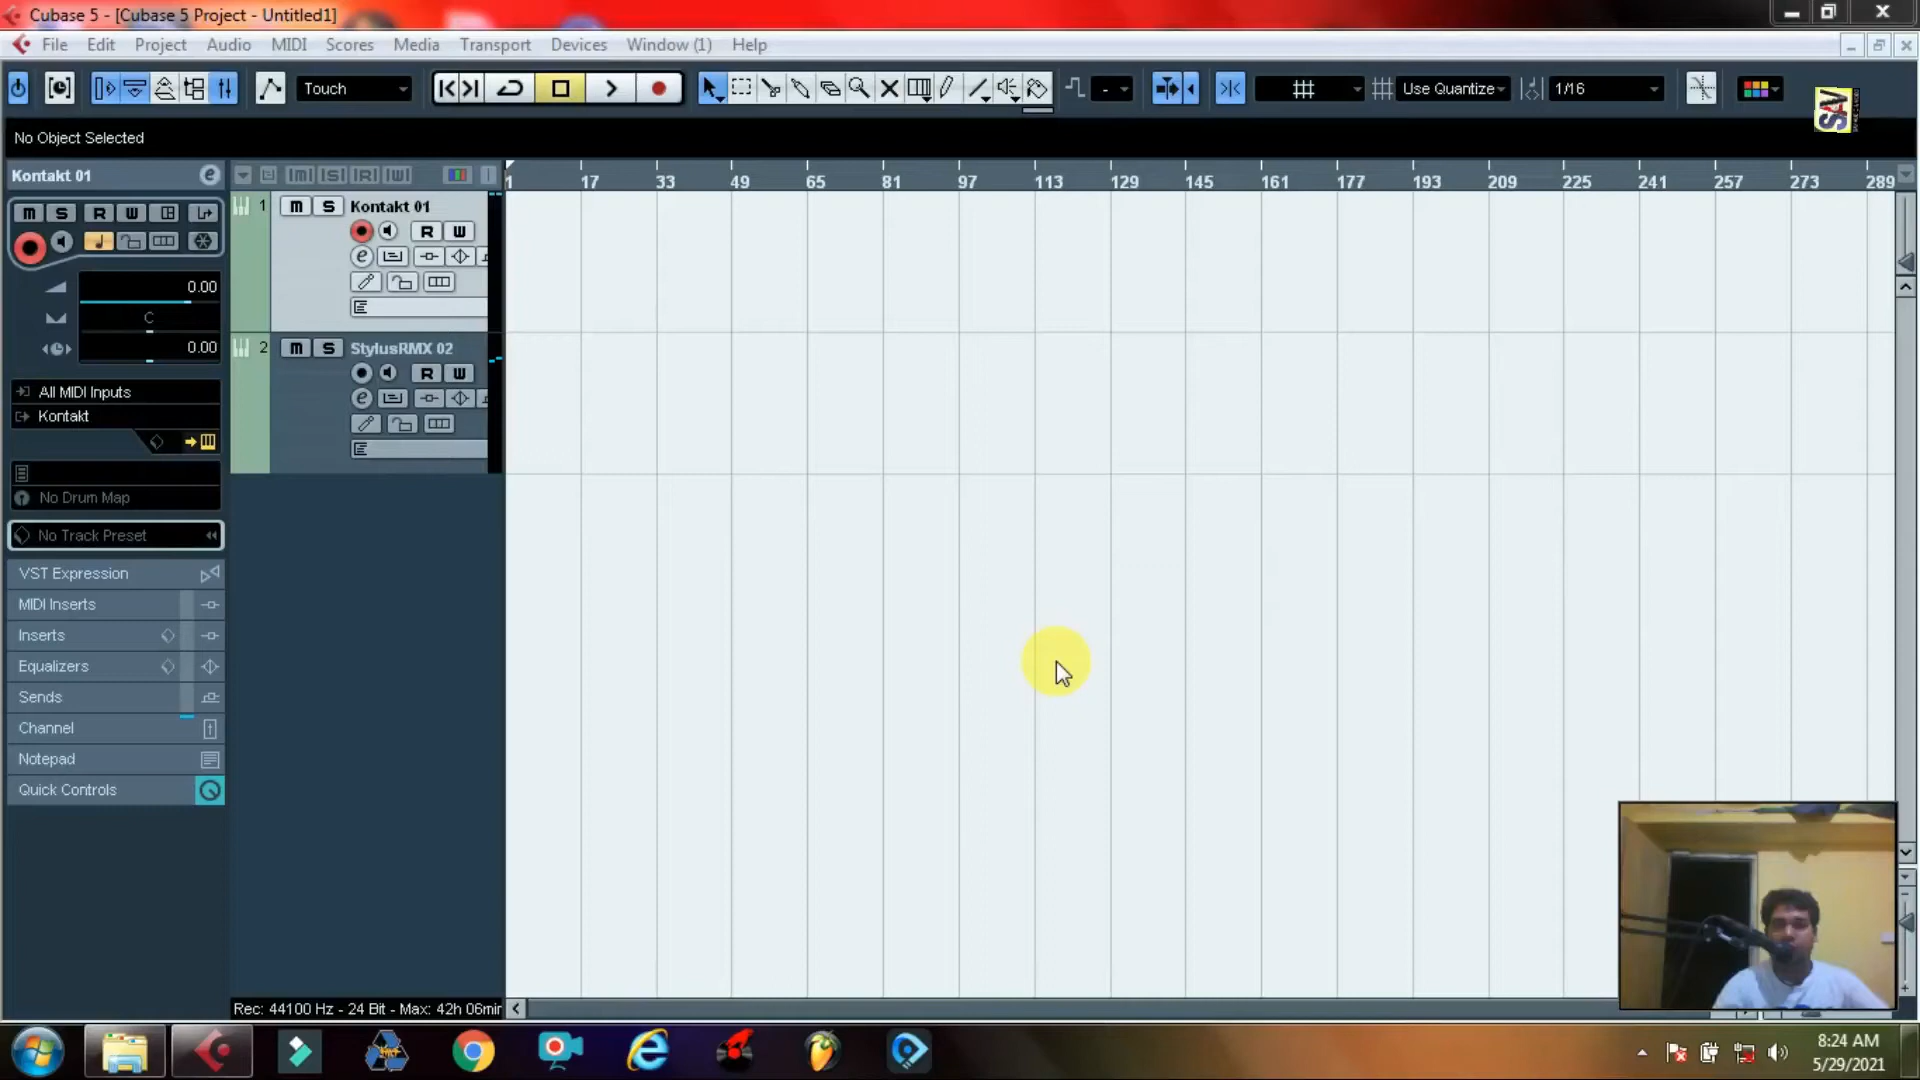 Cubase 5 - [Cubase 5 Project - Untitled1]
File Edit Project Audio MIDI Scores Media Transport Devices Window (1) Help
Touch - Use Quantize 1/16
SAV
No Object Selected
Kontakt 01 e [M] [S] [R] [W] 1 17 33 49 65 81 97 113 129 145 161 177 193 209 225 241 257 273 289
M S R W 1 M S Kontakt 01
R W
e
0.00
C
0.00 2 M S StylusRMX 02
R W
e
All MIDI Inputs
Kontakt
No Drum Map
No Track Preset
VST Expression
MIDI Inserts
Inserts
Equalizers
Sends
Channel
Notepad
Quick Controls
Rec: 44100 Hz - 24 Bit - Max: 42h 06min
8:24 AM
5/29/2021